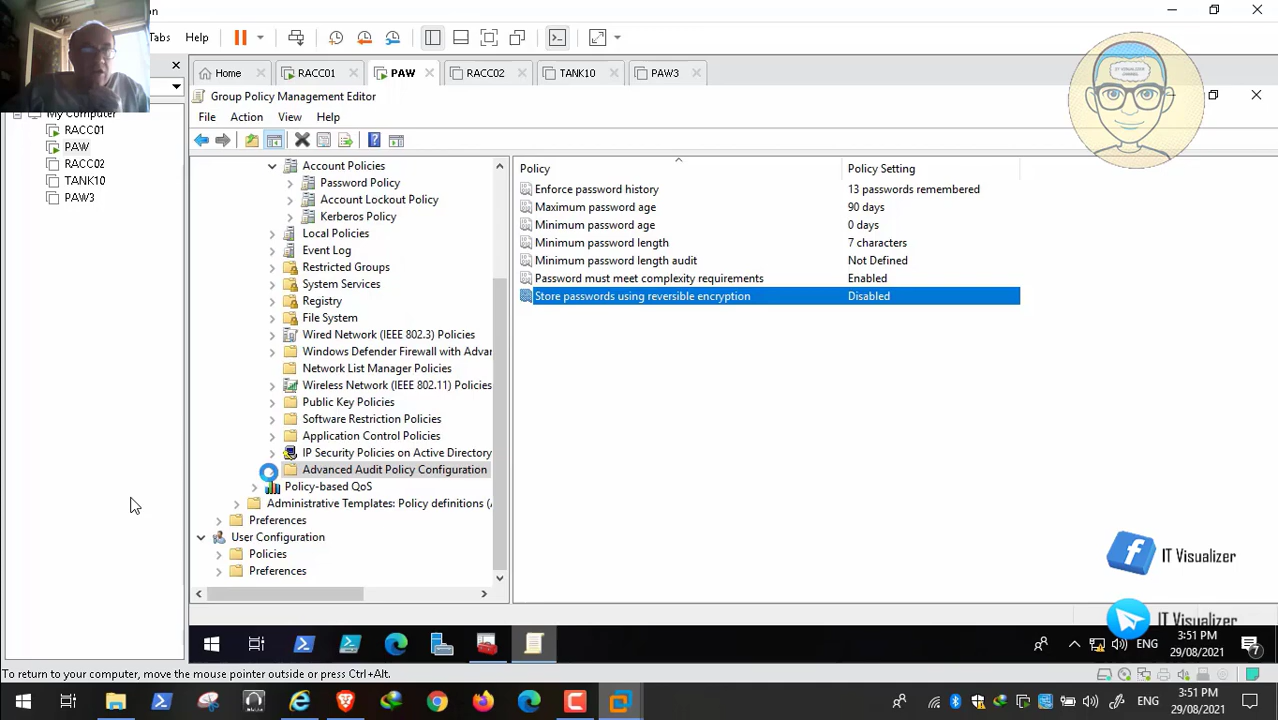 on
Tabs Help
Home RACC01 PAW RACC02 TANK10 PAW3
IT VISUALIZER
CHANNEL
Group Policy Management Editor
File Action View Help
My Computer
RACC01
PAW
RACC02
TANK10
PAW3
Account Policies
Password Policy
Account Lockout Policy
Kerberos Policy
Local Policies
Event Log
Restricted Groups
System Services
Registry
File System
Wired Network (IEEE 802.3) Policies
Windows Defender Firewall with Advar
Network List Manager Policies
Wireless Network (IEEE 802.11) Policies
Public Key Policies
Software Restriction Policies
Application Control Policies
IP Security Policies on Active Directory
Advanced Audit Policy Configuration
Policy-based QoS
Administrative Templates: Policy definitions (
Preferences
User Configuration
Policies
Preferences
Policy Policy Setting
Enforce password history 13 passwords remembered
Maximum password age 90 days
Minimum password age 0 days
Minimum password length 7 characters
Minimum password length audit Not Defined
Password must meet complexity requirements Enabled
Store passwords using reversible encryption Disabled
IT Visualizer
IT Visualizer
ENG 3:51 PM
29/08/2021
7
To return to your computer, move the mouse pointer outside or press Ctrl+Alt.
ENG 3:51 PM
29/08/2021